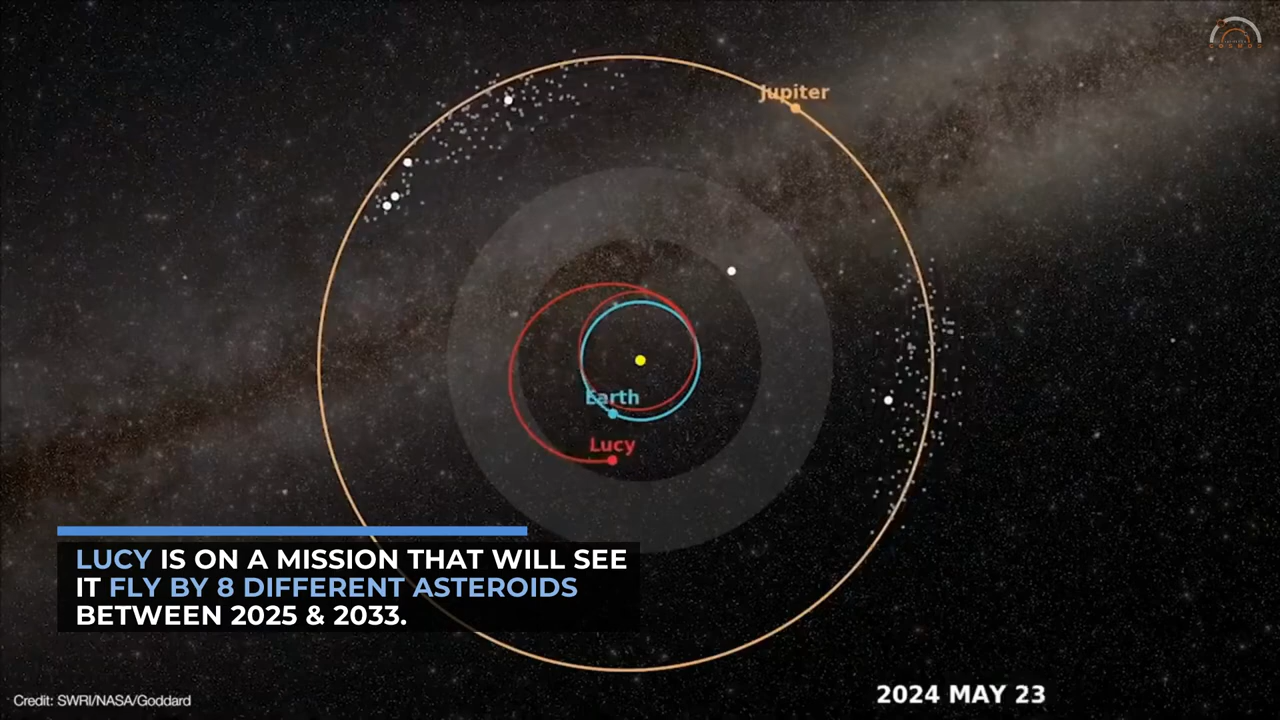 COSMOS
Jupiter
Earth
Lucy
LUCY IS ON A MISSION THAT WILL SEE
IT FLY BY 8 DIFFERENT ASTEROIDS
BETWEEN 2025 & 2033.
2024 MAY 23
Credit: SWRI/NASA/Goddard